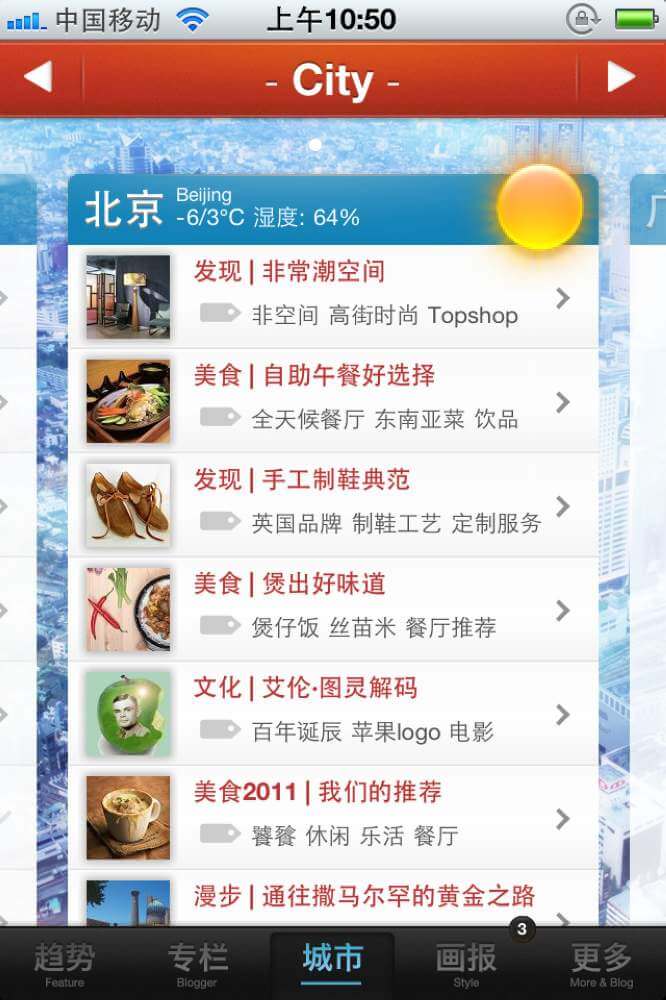 中国移动 上午10:50
- City -
北京 Beijing
-6/3°C 湿度: 64%
广
发现 | 非常潮空间
非空间 高街时尚 Topshop
美食 | 自助午餐好选择
全天候餐厅 东南亚菜 饮品
发现 | 手工制鞋典范
英国品牌 制鞋工艺 定制服务
美食 | 煲出好味道
煲仔饭 丝苗米 餐厅推荐
文化 | 艾伦·图灵解码
百年诞辰 苹果logo 电影
美食2011 | 我们的推荐
饕餮 休闲 乐活 餐厅
漫步 | 通往撒马尔罕的黄金之路
3
趋势 专栏 城市 画报 更多
Feature Blogger Style More & Blog